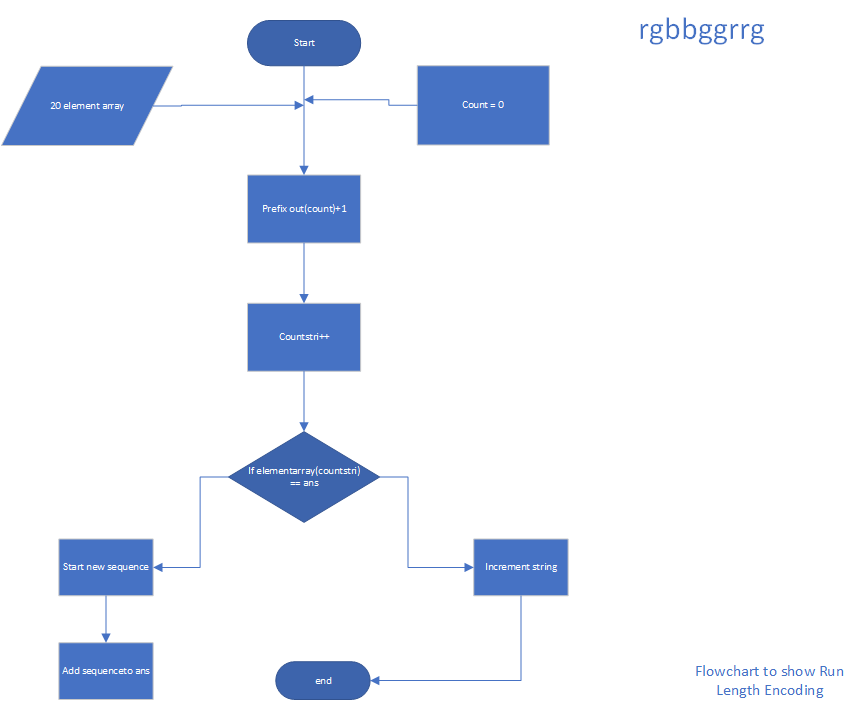 rgbbggrrg
Start
20 element array
Count = 0
Prefix out(count)+1
Countstri++
If elementarray(countstri)
== ans
Start new sequence
Increment string
Add sequenceto ans
end
Flowchart to show Run
Length Encoding